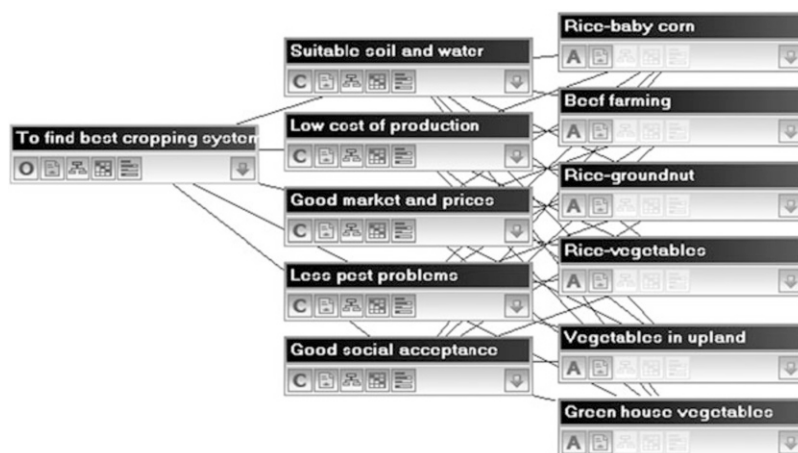 To find best cropping system
O
Suitable soil and water
C
Low cost of production
C
Good market and prices
C
Less pest problems
C
Good social acceptance
C
Rice-baby corn
A
Beef farming
A
Rice-groundnut
A
Rice-vegetables
A
Vegetables in upland
A
Green house vegetables
A